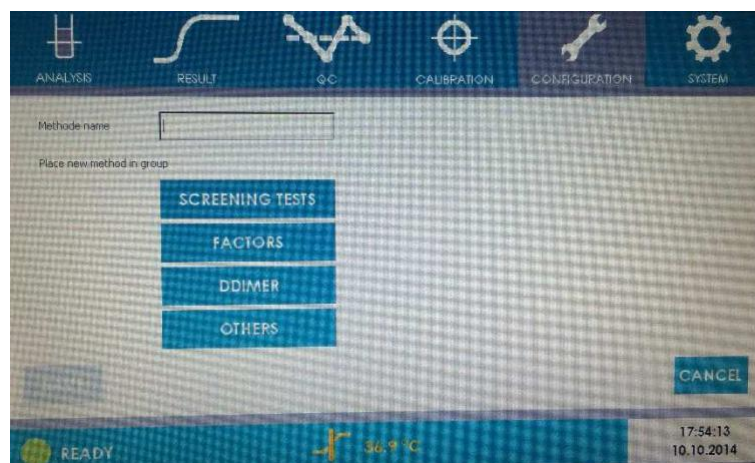 ANALYSIS RESULT QC CALIBRATION CONFIGURATION SYSTEM
Methode name
Place new method in group
SCREENING TESTS
FACTORS
DDIMER
OTHERS
CANCEL
READY 36.9 °C 17:54:13
10.10.2014